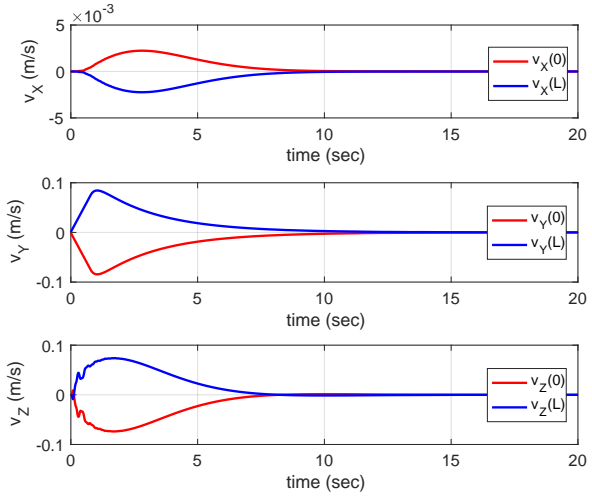 ×10⁻³
5
0
-5
v_X (m/s)
v_X(0)
v_X(L)
0 5 10 15 20
time (sec)
0.1
0
-0.1
v_Y (m/s)
v_Y(0)
v_Y(L)
0 5 10 15 20
time (sec)
0.1
0
-0.1
v_Z (m/s)
v_Z(0)
v_Z(L)
0 5 10 15 20
time (sec)